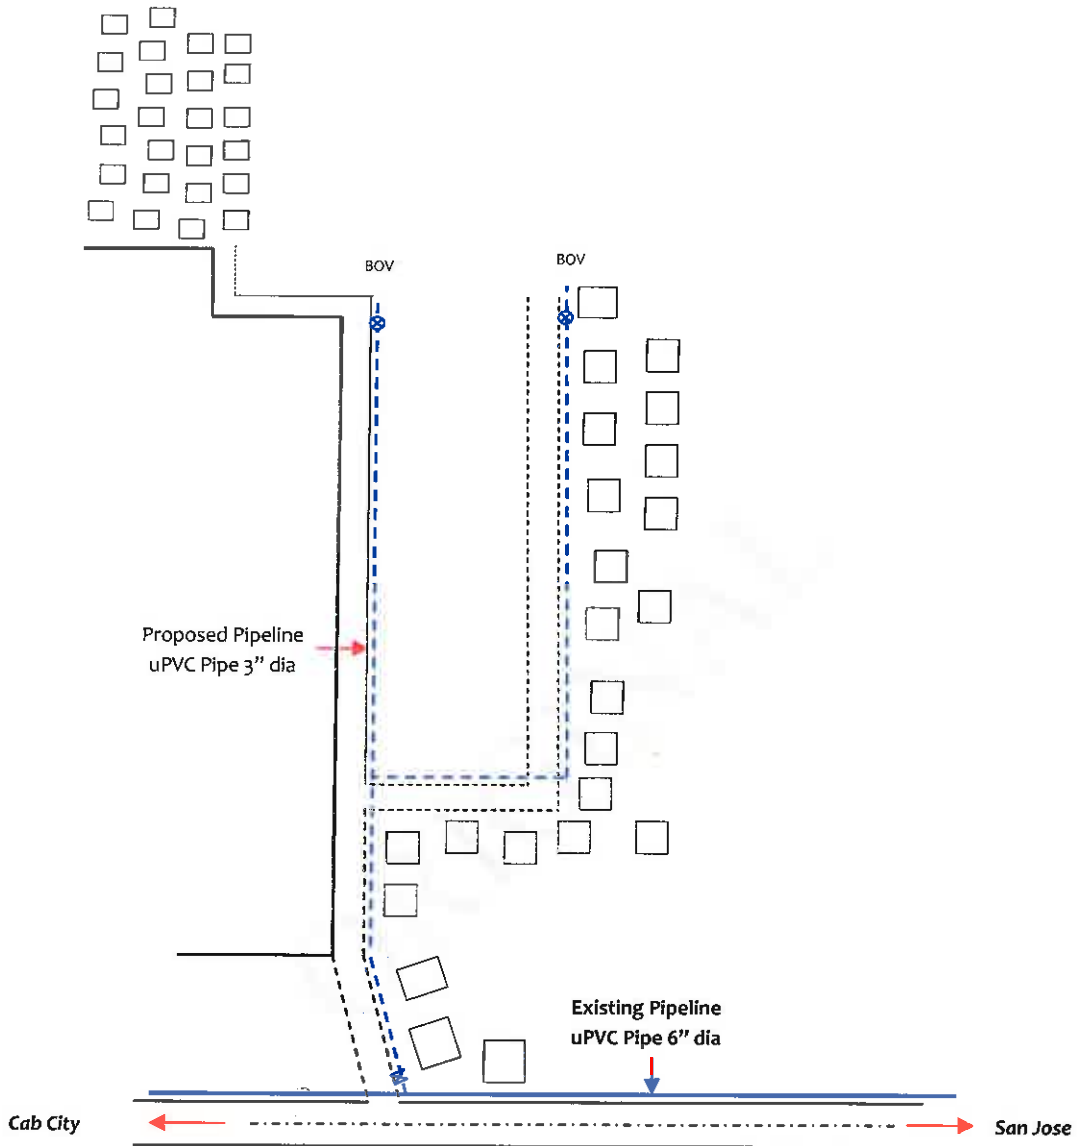 BOV
BOV
Proposed Pipeline
uPVC Pipe 3” dia
Existing Pipeline
uPVC Pipe 6” dia
Cab City
San Jose